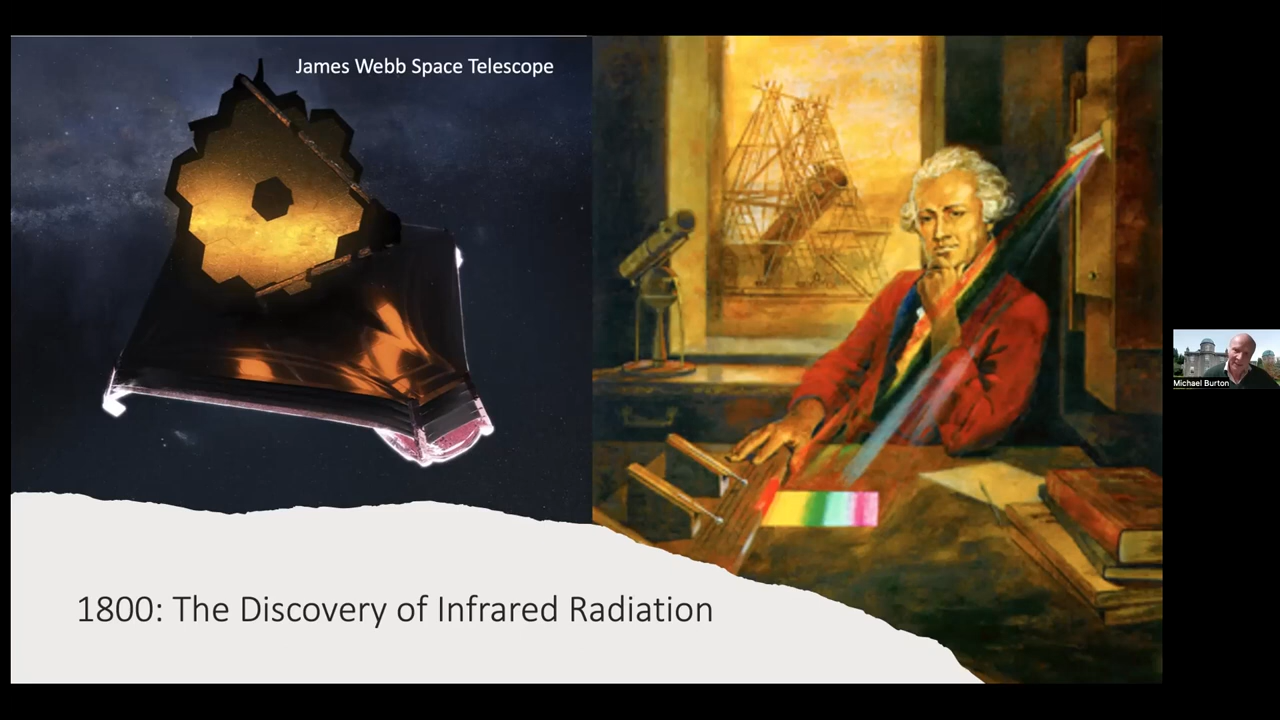 James Webb Space Telescope
1800: The Discovery of Infrared Radiation
Michael Burton